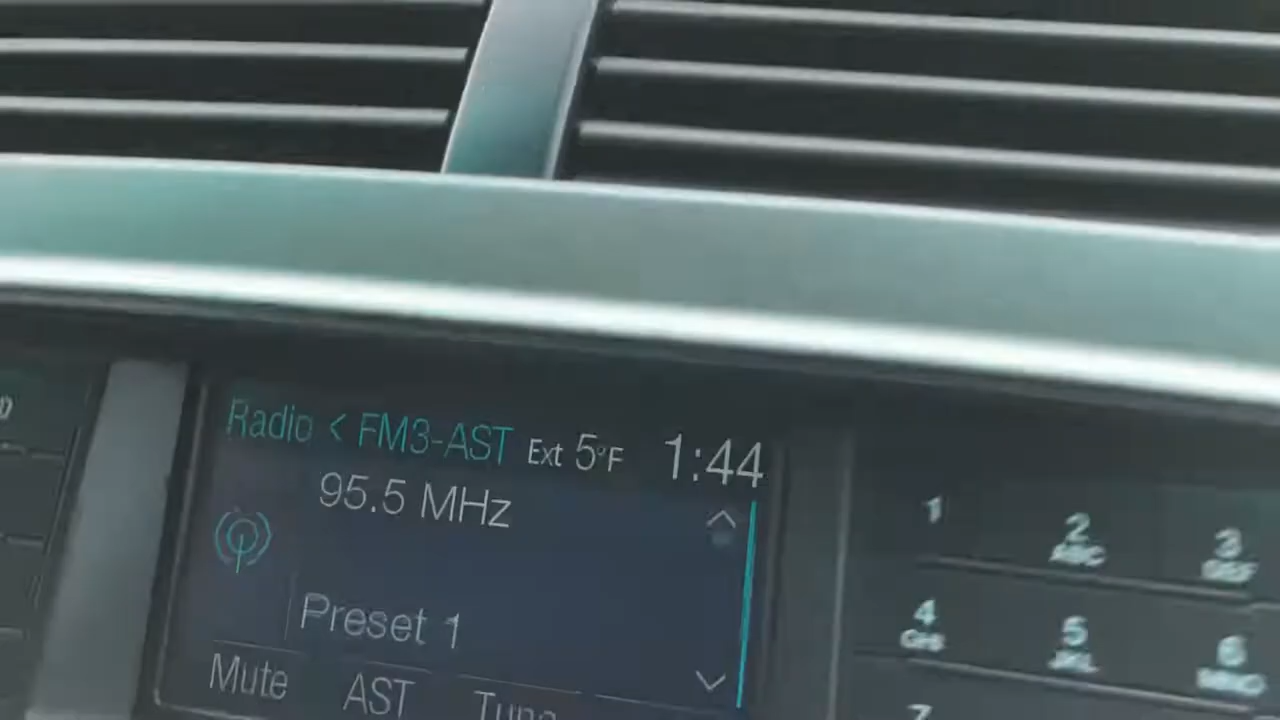 Radio < FM3-AST Ext 5°F 1:44
95.5 MHz
Preset 1
Mute AST Tune
1 2 ABC 3 DEF
4 GHI 5 JKL 6 MNO
7